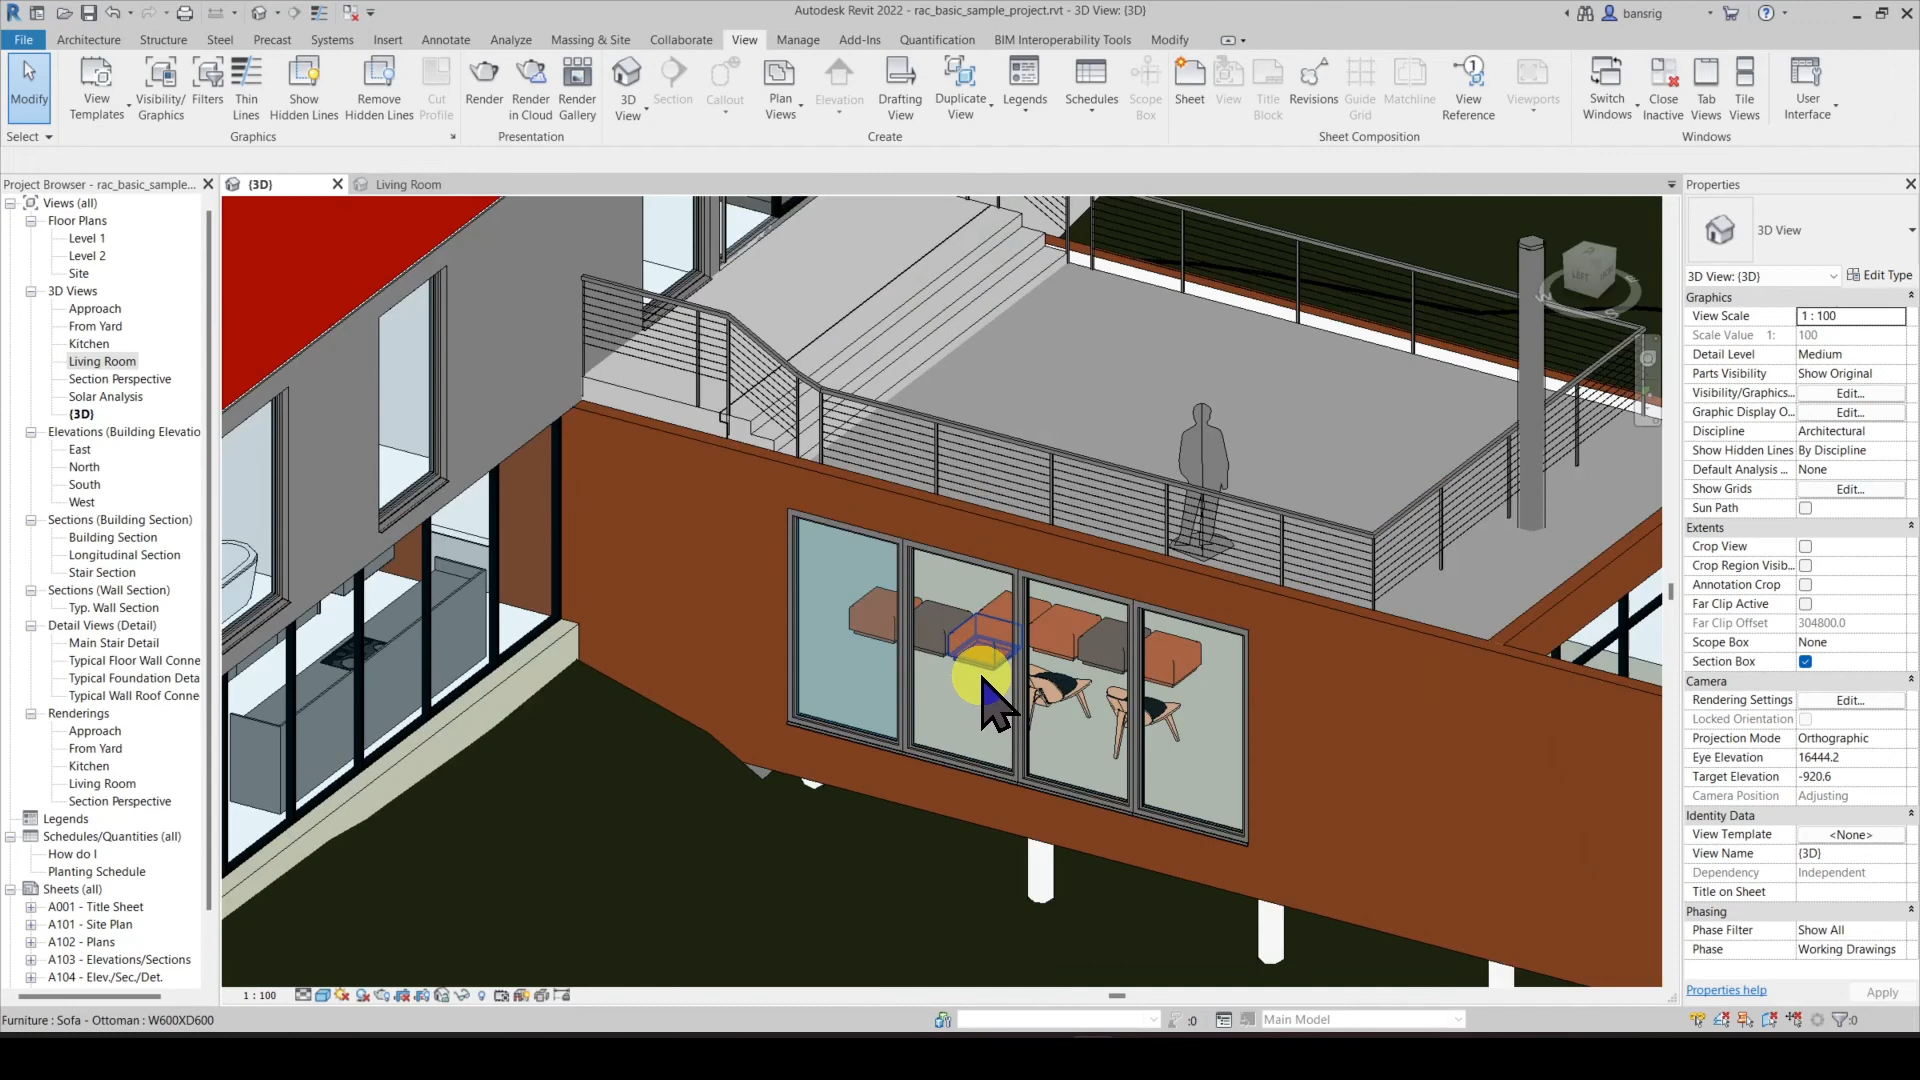 Autodesk Revit 2022 - rac_basic_sample_project.rvt - 3D View: {3D}
bansrig
File Architecture Structure Steel Precast Systems Insert Annotate Analyze Massing & Site Collaborate View Manage Add-Ins Quantification BIM Interoperability Tools Modify
Modify
View Templates
Visibility/ Graphics
Filters
Thin Lines
Show Hidden Lines
Remove Hidden Lines
Cut Profile
Render
Render in Cloud
Render Gallery
3D View
Section
Callout
Plan Views
Elevation
Drafting View
Duplicate View
Legends
Schedules
Scope Box
Sheet
View
Title Block
Revisions
Guide Grid
Matchline
View Reference
Viewports
Switch Windows
Close Inactive
Tab Views
Tile Views
User Interface
Select Graphics Presentation Create Sheet Composition Windows
Project Browser - rac_basic_sample...
{3D}
Living Room
Views (all)
Floor Plans
Level 1
Level 2
Site
3D Views
Approach
From Yard
Kitchen
Living Room
Section Perspective
Solar Analysis
{3D}
Elevations (Building Elevatio
East
North
South
West
Sections (Building Section)
Building Section
Longitudinal Section
Stair Section
Sections (Wall Section)
Typ. Wall Section
Detail Views (Detail)
Main Stair Detail
Typical Floor Wall Conne
Typical Foundation Deta
Typical Wall Roof Conne
Renderings
Approach
From Yard
Kitchen
Living Room
Section Perspective
Legends
Schedules/Quantities (all)
How do I
Planting Schedule
Sheets (all)
A001 - Title Sheet
A101 - Site Plan
A102 - Plans
A103 - Elevations/Sections
A104 - Elev./Sec./Det.
LEFT
Properties
3D View
3D View: {3D} Edit Type
Graphics
View Scale 1 : 100
Scale Value 1: 100
Detail Level Medium
Parts Visibility Show Original
Visibility/Graphics... Edit...
Graphic Display O... Edit...
Discipline Architectural
Show Hidden Lines By Discipline
Default Analysis ... None
Show Grids Edit...
Sun Path
Extents
Crop View
Crop Region Visib...
Annotation Crop
Far Clip Active
Far Clip Offset 304800.0
Scope Box None
Section Box
Camera
Rendering Settings Edit...
Locked Orientation
Projection Mode Orthographic
Eye Elevation 16444.2
Target Elevation -920.6
Camera Position Adjusting
Identity Data
View Template <None>
View Name {3D}
Dependency Independent
Title on Sheet
Phasing
Phase Filter Show All
Phase Working Drawings
Properties help Apply
1 : 100
Furniture : Sofa - Ottoman : W600XD600
:0
Main Model
:0